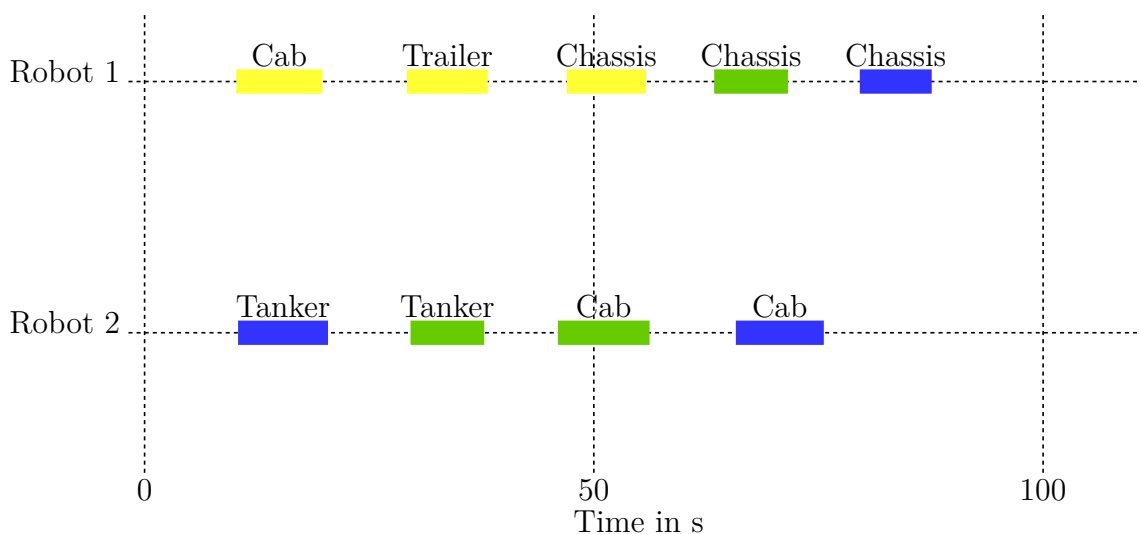 Cab Trailer Chassis Chassis Chassis
Robot 1
Tanker Tanker Cab Cab
Robot 2
0 50 100
Time in s